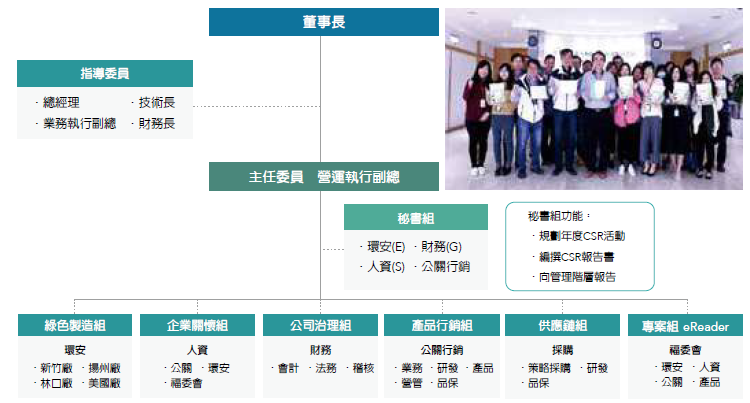 董事長
指導委員
·總經理 ·技術長
·業務執行副總 ·財務長
主任委員 營運執行副總
秘書組
·環安(E) ·財務(G)
·人資(S) ·公關行銷
秘書組功能：
·規劃年度CSR活動
·編撰CSR報告書
·向管理階層報告
綠色製造組
環安
·新竹廠 ·揚州廠
·林口廠 ·美國廠
企業關懷組
人資
·公關 ·環安
·福委會
公司治理組
財務
·會計 ·法務 ·稽核
產品行銷組
公關行銷
·業務 ·研發 ·產品
·營管 ·品保
供應鏈組
採購
·策略採購 ·研發
·品保
專案組 eReader
福委會
·環安 ·人資
·公關 ·產品